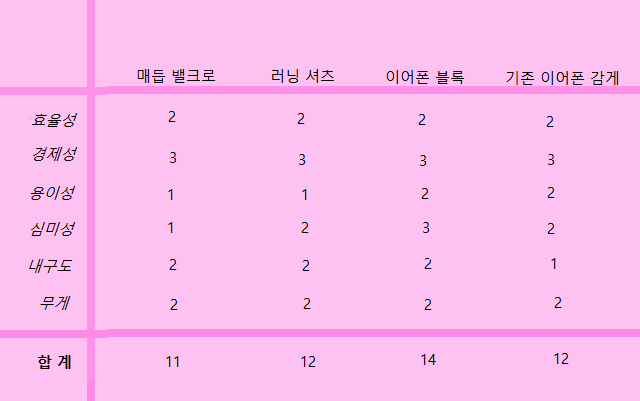 매듭 밸크로 러닝 셔츠 이어폰 블록 기존 이어폰 감게
효율성 2 2 2 2
경제성 3 3 3 3
용이성 1 1 2 2
심미성 1 2 3 2
내구도 2 2 2 1
무게 2 2 2 2
합 계 11 12 14 12